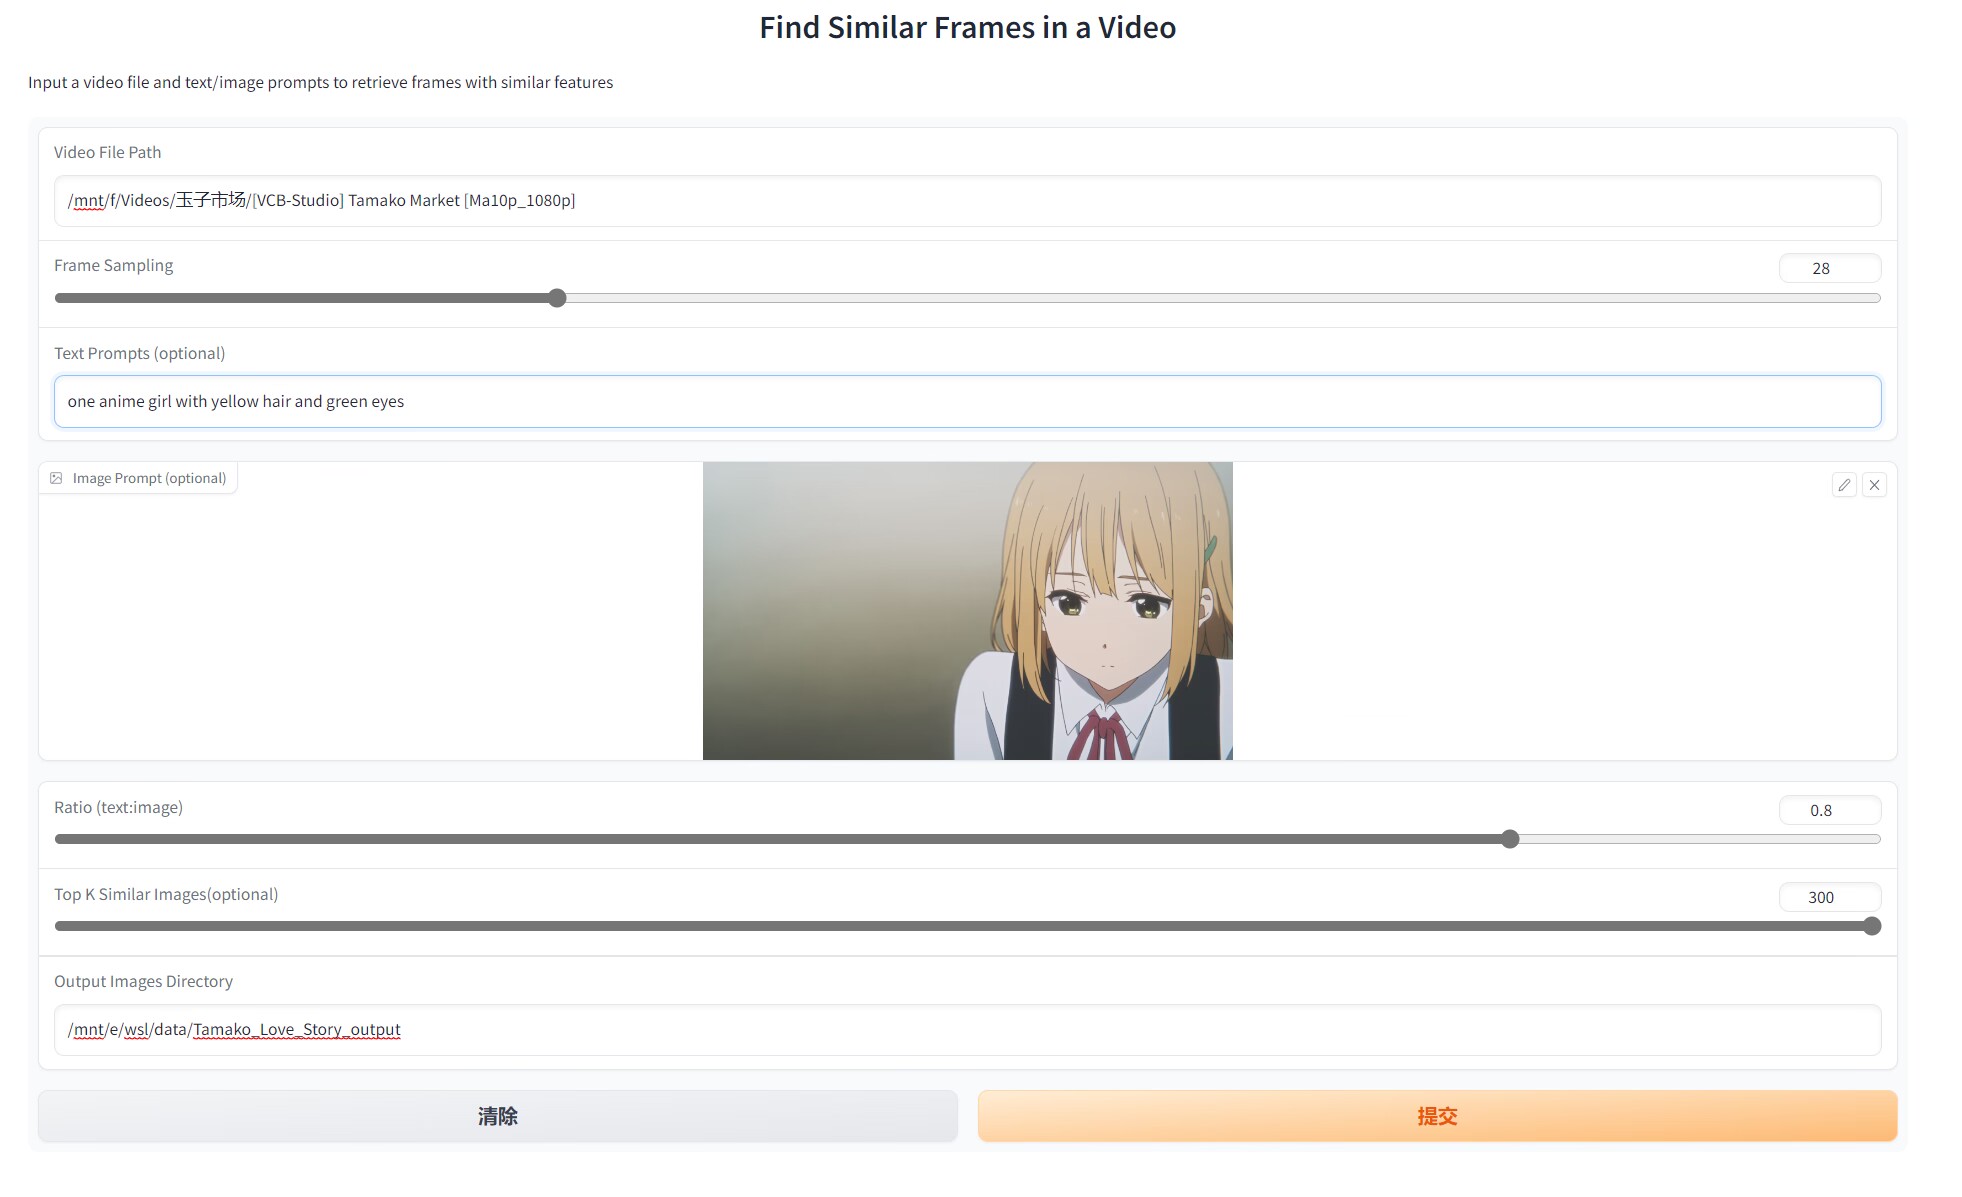 Find Similar Frames in a Video
Input a video file and text/image prompts to retrieve frames with similar features
Video File Path
/mnt/f/Videos/玉子市场/[VCB-Studio] Tamako Market [Ma10p_1080p]
Frame Sampling
28
Text Prompts (optional)
one anime girl with yellow hair and green eyes
Image Prompt (optional)
Ratio (text:image)
0.8
Top K Similar Images(optional)
300
Output Images Directory
/mnt/e/wsl/data/Tamako_Love_Story_output
清除
提交